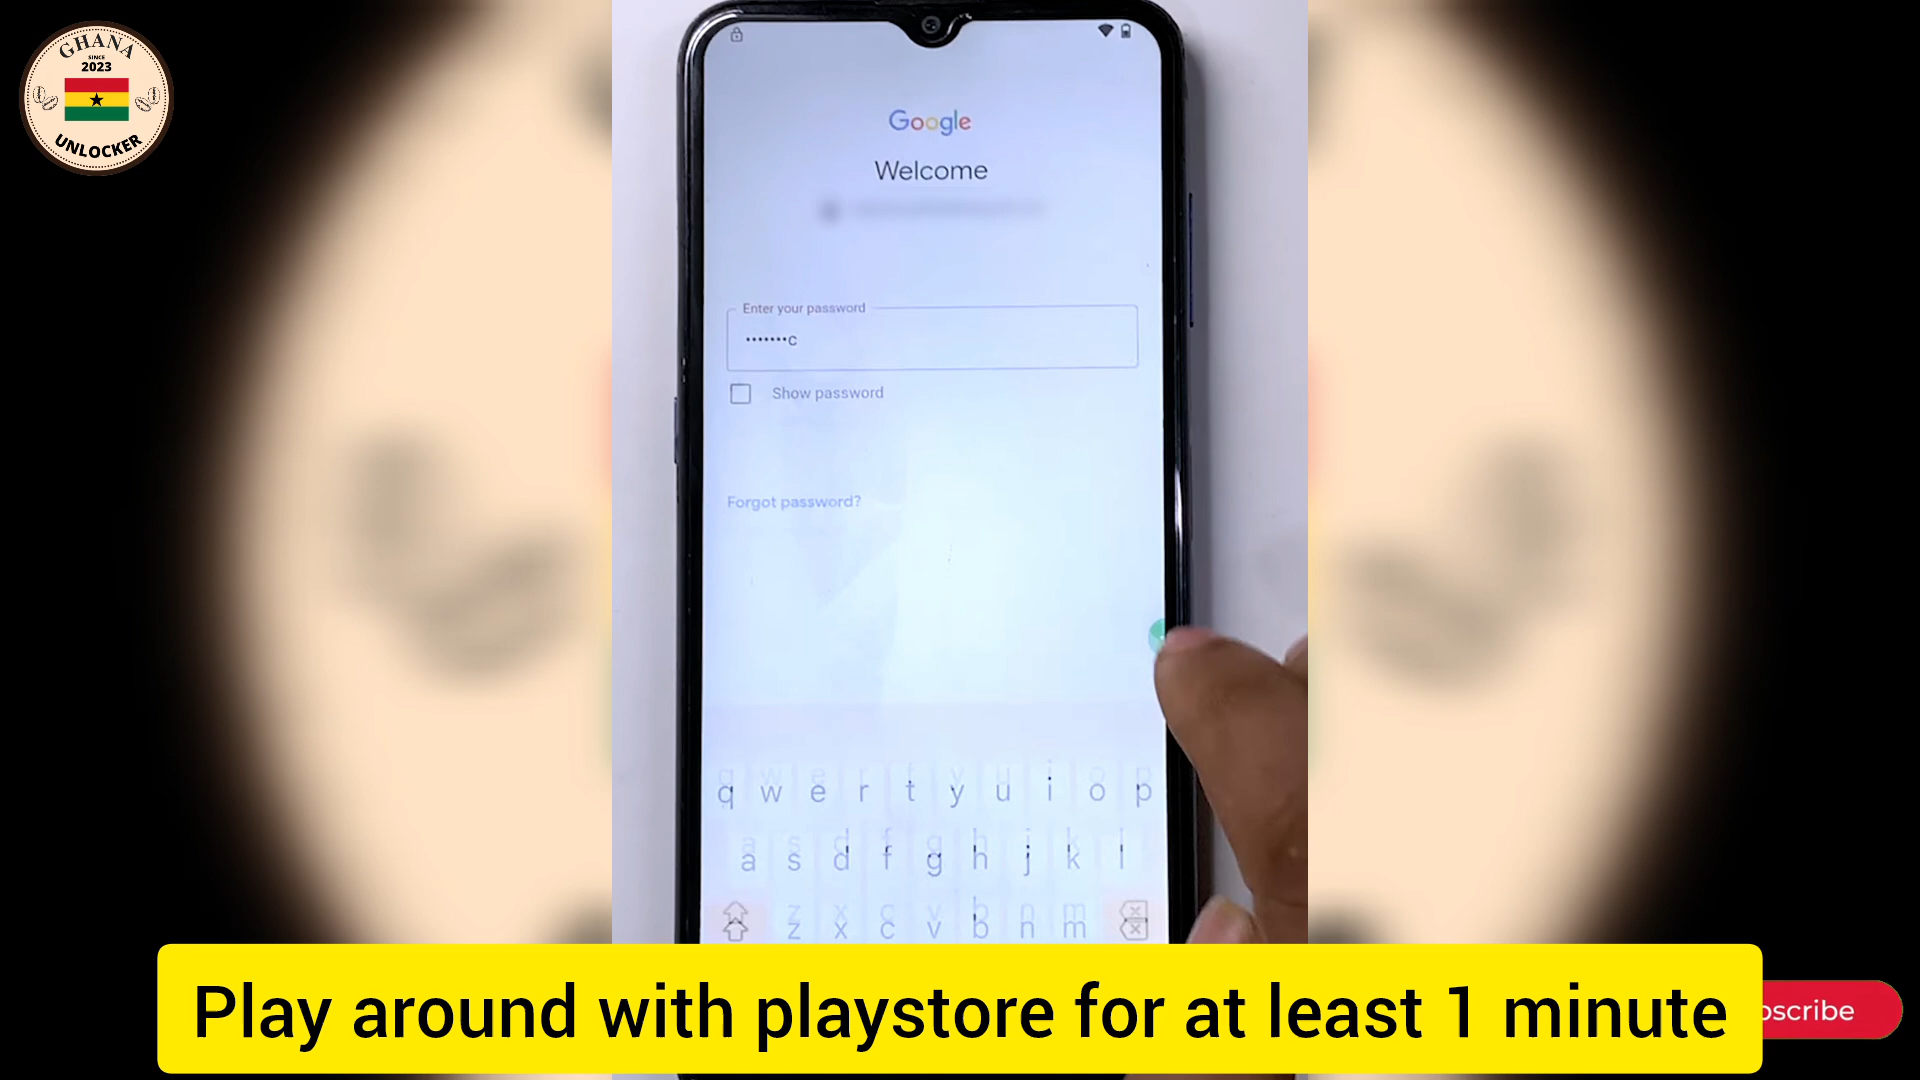 GHANA
SINCE
2023
UNLOCKER
Google
Welcome
Enter your password
•••••••c
Show password
Forgot password?
q w e r t y u i o p
a s d f g h j k l
z x c v b n m
Play around with playstore for at least 1 minute